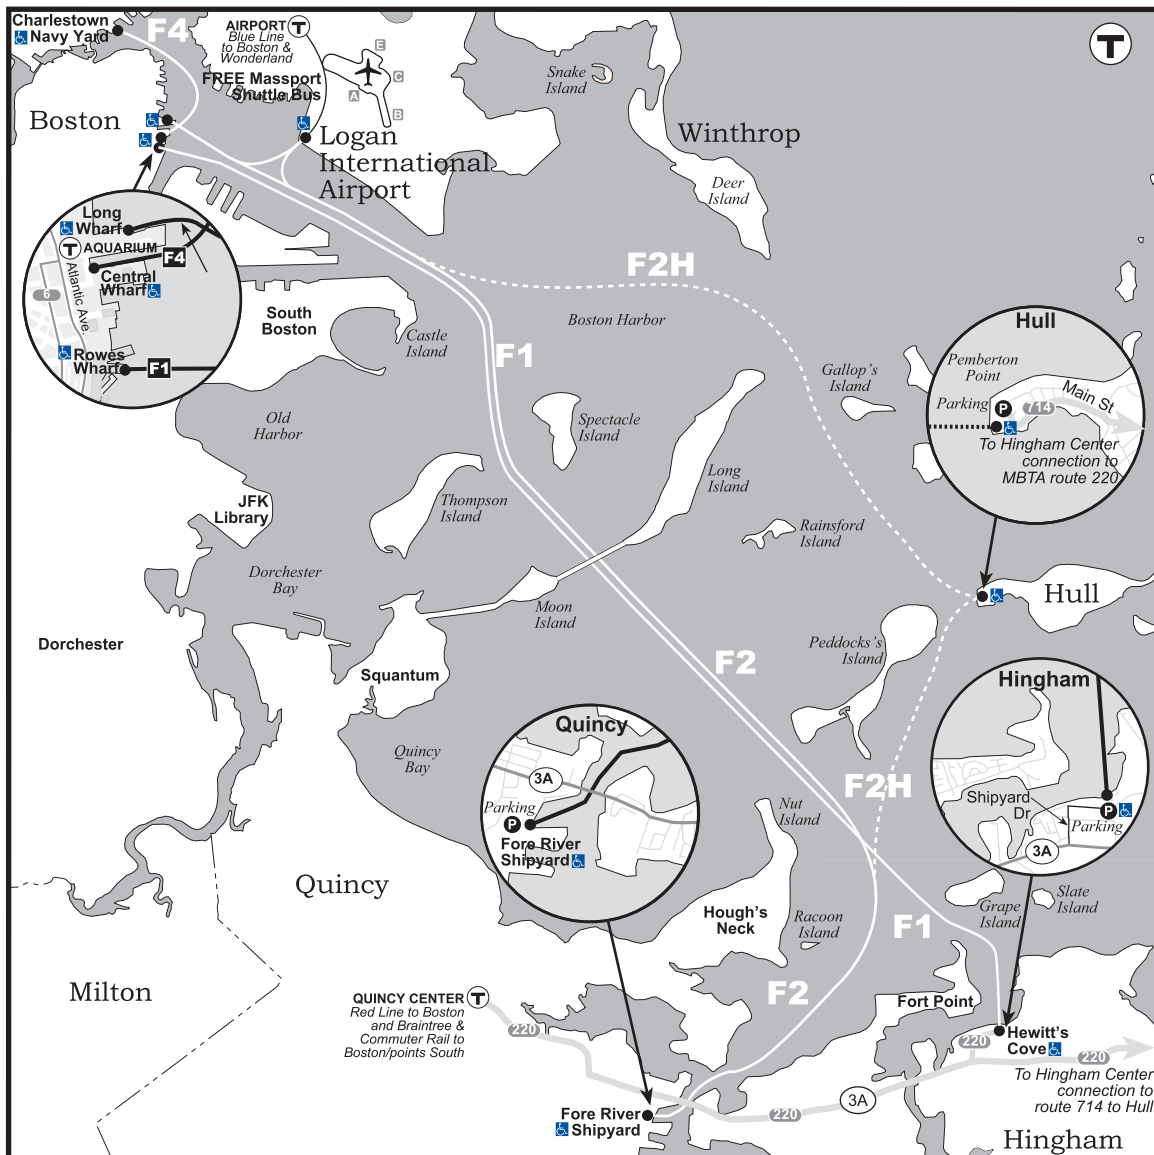 Charlestown
Navy Yard
F4
AIRPORT T
Blue Line
to Boston &
Wonderland
FREE Massport
Shuttle Bus
E
C
A
B
Snake
Island
T
Boston
Logan
International
Airport
Winthrop
Deer
Island
Long
Wharf
T AQUARIUM
F4
Central
Wharf
6
Atlantic Ave.
Rowes
Wharf
F1
South
Boston
Castle
Island
F2H
Boston Harbor
F1
Gallop's
Island
Hull
Pemberton
Point
Parking
P
714
Main St
To Hingham Center
connection to
MBTA route 220
Old
Harbor
Spectacle
Island
Long
Island
JFK
Library
Thompson
Island
Rainsford
Island
Dorchester
Bay
Moon
Island
Hull
Dorchester
Squantum
F2
Peddocks's
Island
Hingham
Shipyard
Dr
P
Parking
3A
Quincy
3A
Parking
P
Fore River
Shipyard
Quincy
Bay
F2H
Nut
Island
Quincy
Hough's
Neck
Racoon
Island
F1
Grape
Island
Slate
Island
Milton
F2
Fort Point
QUINCY CENTER T
Red Line to Boston
and Braintree &
Commuter Rail to
Boston/points South
220
Hewitt's
Cove
220
220
To Hingham Center
connection to
route 714 to Hull
3A
220
Fore River
Shipyard
Hingham